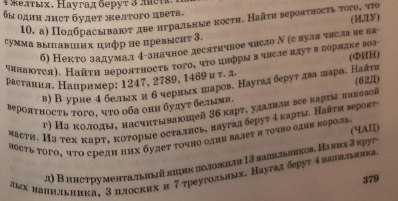 4 желтых. Наугад берут 3 листа.
бы один лист будет желтого цвета.
10. а) Подбрасывают две игральные кости. Найти вероятность того, что
сумма выпавших цифр не превысит 3. (ИЛУ)
б) Некто задумал 4-значное десятичное число N (с нуля числа не на-
чинаются). Найти вероятность того, что цифры в числе идут в порядке воз-
растания. Например: 1247, 2789, 1469 и т. д. (ФИН)
в) В урне 4 белых и 6 черных шаров. Наугад берут два шара. Найти
вероятность того, что оба они будут белыми. (62Д)
г) Из колоды, насчитывающей 36 карт, удалили все карты пиковой
масти. Из тех карт, которые остались, наугад берут 4 карты. Найти вероят-
ность того, что среди них будет точно один валет и точно один король.
(ЧАЦ)
д) В инструментальный ящик положили 13 напильников. Из них 3 круг-
лых напильника, 3 плоских и 7 треугольных. Наугад берут 4 напильника.
379